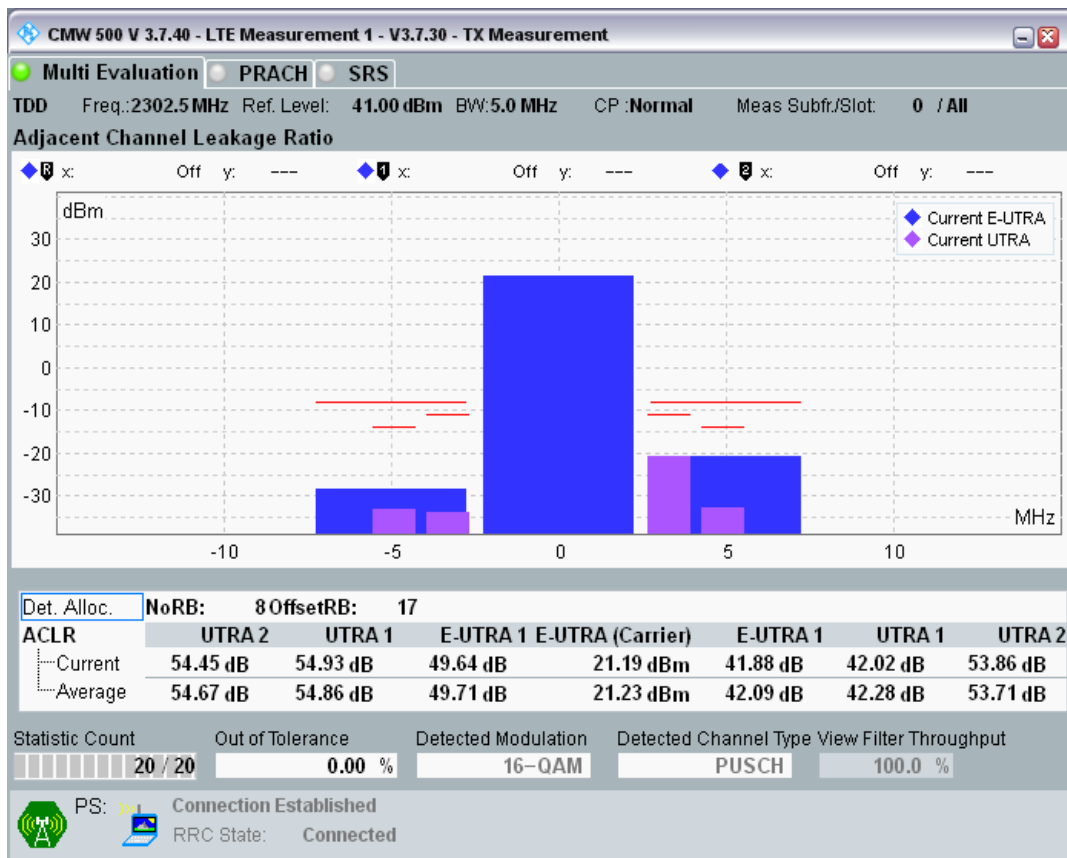 CMW 500 V 3.7.40 - LTE Measurement 1 - V3.7.30 - TX Measurement
Multi Evaluation PRACH SRS
TDD Freq.:2302.5 MHz Ref. Level: 41.00 dBm BW:5.0 MHz CP :Normal Meas Subfr./Slot: 0 / All
Adjacent Channel Leakage Ratio
R x: Off y: --- 1 x: Off y: --- 2 x: Off y: ---
dBm
Current E-UTRA
Current UTRA
30
20
10
0
-10
-20
-30
MHz
-10 -5 0 5 10
Det. Alloc. NoRB: 8 OffsetRB: 17
ACLR UTRA 2 UTRA 1 E-UTRA 1 E-UTRA (Carrier) E-UTRA 1 UTRA 1 UTRA 2
Current 54.45 dB 54.93 dB 49.64 dB 21.19 dBm 41.88 dB 42.02 dB 53.86 dB
Average 54.67 dB 54.86 dB 49.71 dB 21.23 dBm 42.09 dB 42.28 dB 53.71 dB
Statistic Count Out of Tolerance Detected Modulation Detected Channel Type View Filter Throughput
20 / 20 0.00 % 16-QAM PUSCH 100.0 %
PS: Connection Established
RRC State: Connected